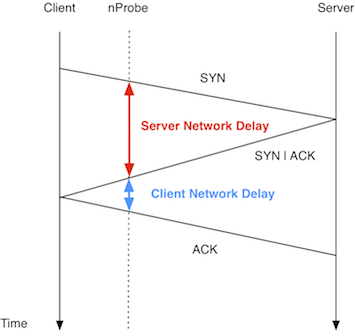 Client
nProbe
Server
SYN
Server Network Delay
SYN | ACK
Client Network Delay
ACK
Time